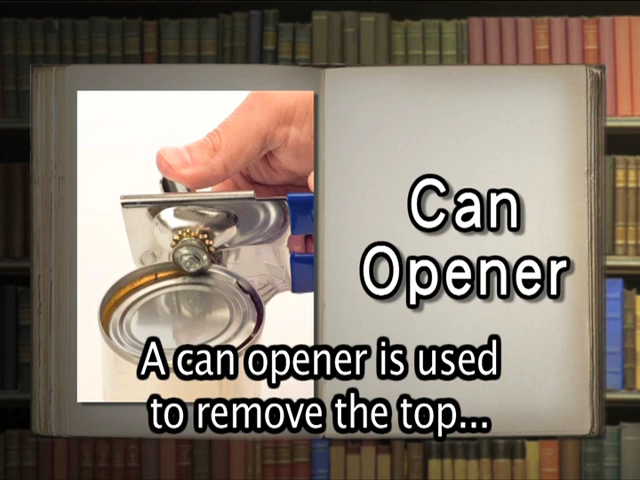 Can
Opener
A can opener is used
to remove the top...